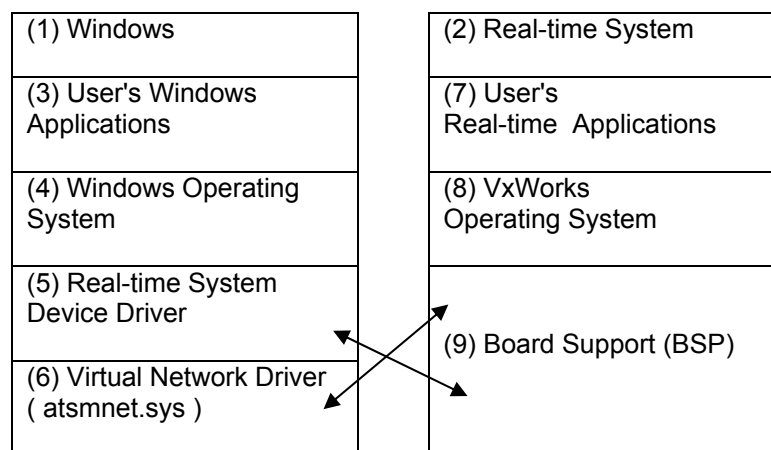 (1) Windows
(2) Real-time System
(3) User's Windows
Applications
(7) User's
Real-time Applications
(4) Windows Operating
System
(8) VxWorks
Operating System
(5) Real-time System
Device Driver
(9) Board Support (BSP)
(6) Virtual Network Driver
( atsmnet.sys )